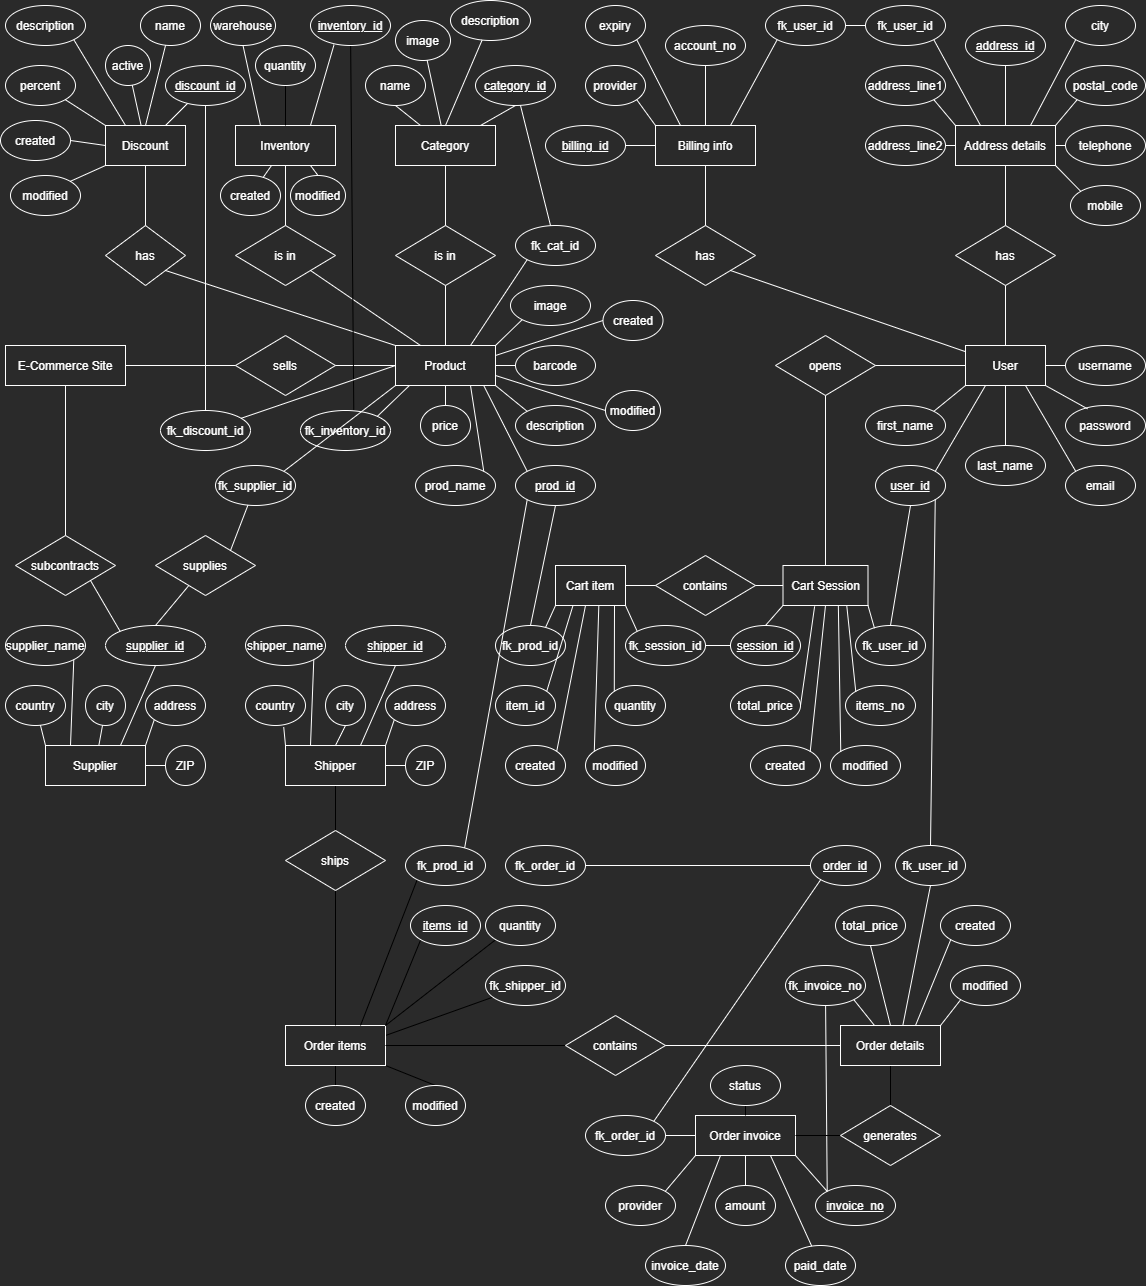 description
name
warehouse
inventory_id
image
description
expiry
account_no
fk_user_id
fk_user_id
address_id
city
active
quantity
percent
discount_id
name
category_id
provider
address_line1
postal_code
created
Discount
Inventory
Category
billing_id
Billing info
address_line2
Address details
telephone
modified
created
modified
mobile
has
is in
is in
fk_cat_id
has
has
image
created
E-Commerce Site
sells
Product
barcode
opens
User
username
modified
fk_discount_id
fk_inventory_id
price
description
first_name
password
last_name
fk_supplier_id
prod_name
prod_id
user_id
email
subcontracts
supplies
Cart item
contains
Cart Session
supplier_name
supplier_id
shipper_name
shipper_id
fk_prod_id
fk_session_id
session_id
fk_user_id
country
city
address
country
city
address
item_id
quantity
total_price
items_no
Supplier
ZIP
Shipper
ZIP
created
modified
created
modified
ships
fk_prod_id
fk_order_id
order_id
fk_user_id
items_id
quantity
total_price
created
fk_shipper_id
fk_invoice_no
modified
Order items
contains
Order details
status
created
modified
fk_order_id
Order invoice
generates
provider
amount
invoice_no
invoice_date
paid_date